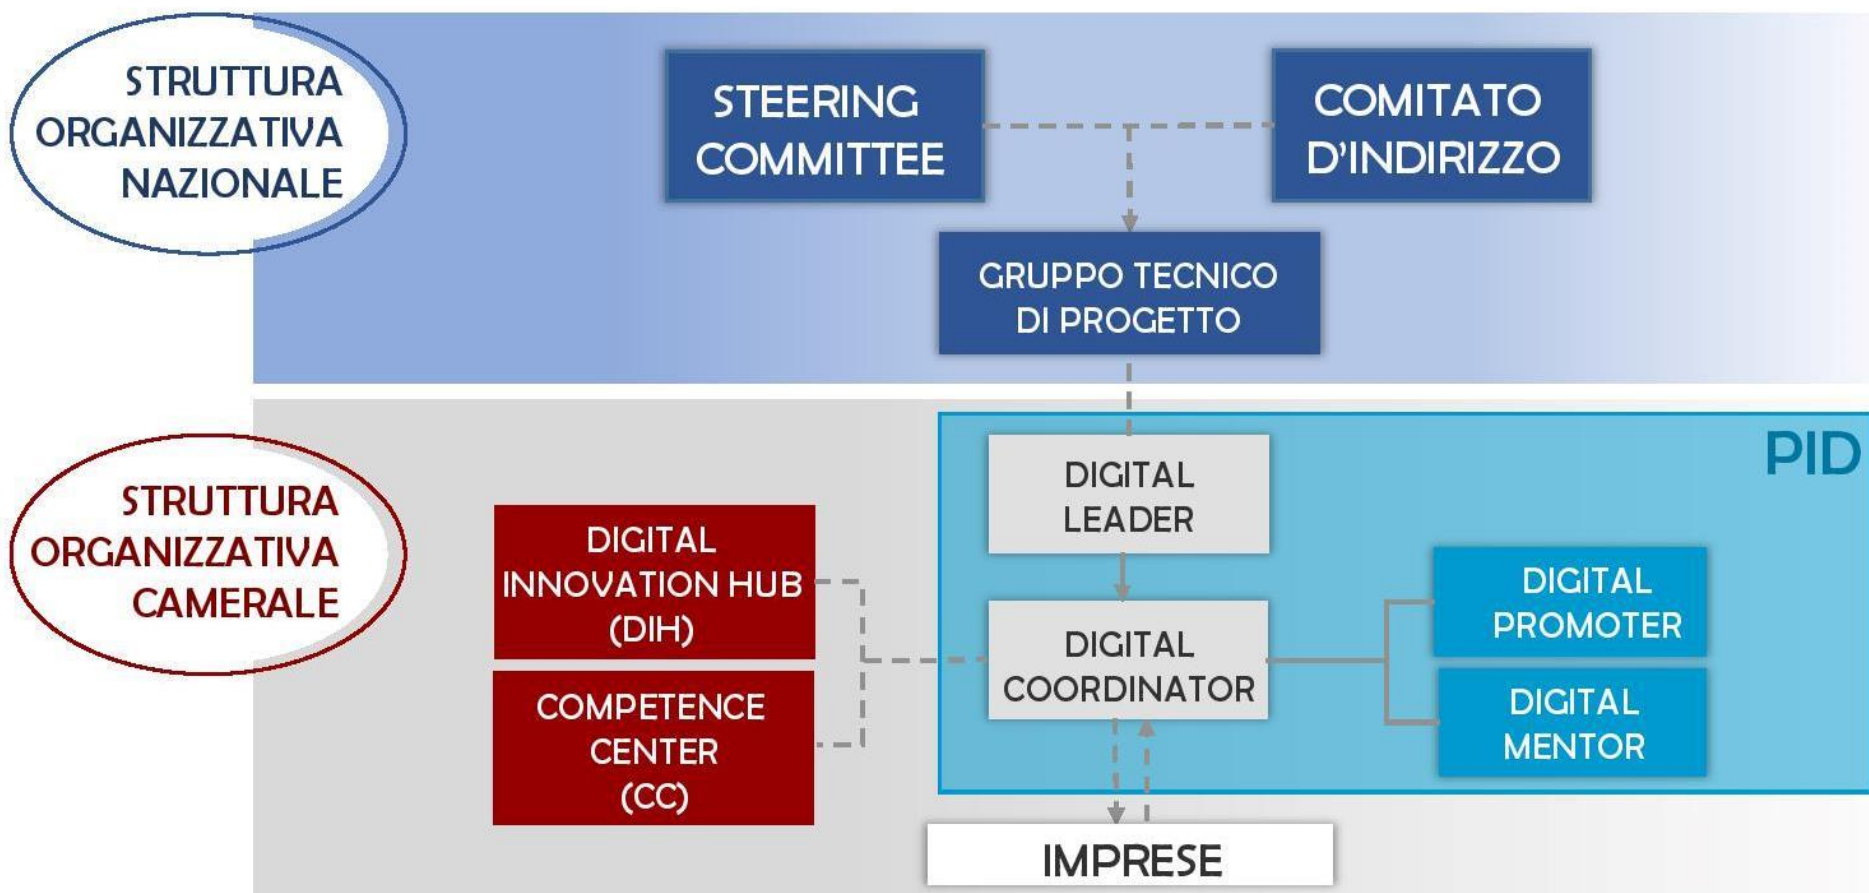 STRUTTURA
ORGANIZZATIVA
NAZIONALE
STEERING
COMMITTEE
COMITATO
D'INDIRIZZO
GRUPPO TECNICO
DI PROGETTO
STRUTTURA
ORGANIZZATIVA
CAMERALE
PID
DIGITAL
LEADER
DIGITAL
INNOVATION HUB
(DIH)
COMPETENCE
CENTER
(CC)
DIGITAL
COORDINATOR
DIGITAL
PROMOTER
DIGITAL
MENTOR
IMPRESE